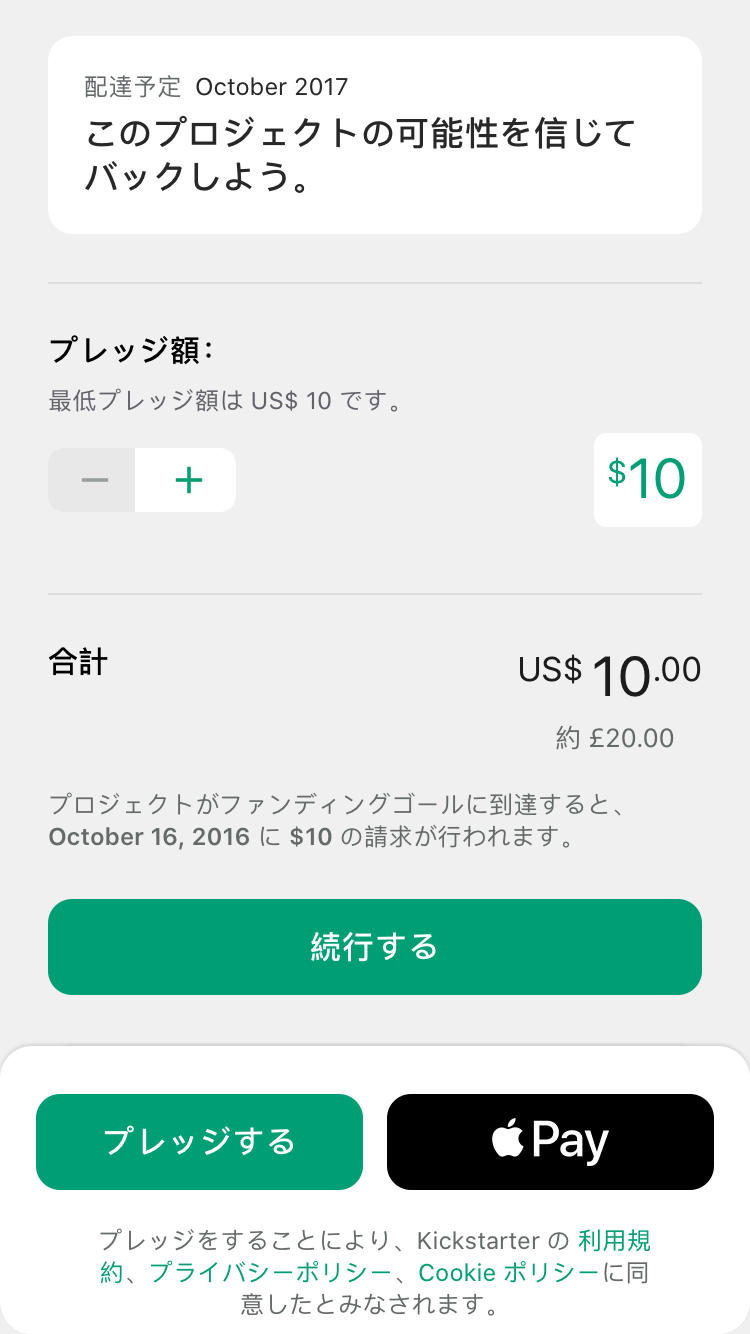 配達予定 October 2017
このプロジェクトの可能性を信じて
バックしよう。
プレッジ額：
最低プレッジ額は US$ 10 です。
− +
$10
合計
US$ 10.00
約 £20.00
プロジェクトがファンディングゴールに到達すると、
October 16, 2016 に $10 の請求が行われます。
続行する
プレッジする
Pay
プレッジをすることにより、Kickstarter の 利用規
約、プライバシーポリシー、Cookie ポリシーに同
意したとみなされます。